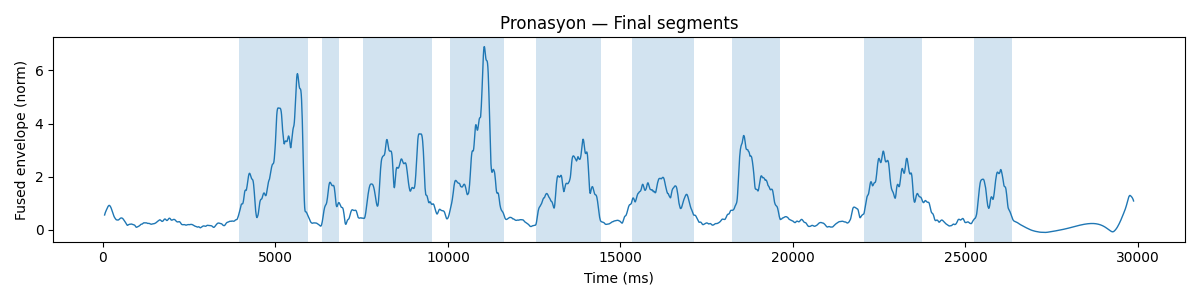 Pronasyon — Final segments
Fused envelope (norm)
6
4
2
0
0 5000 10000 15000 20000 25000 30000
Time (ms)